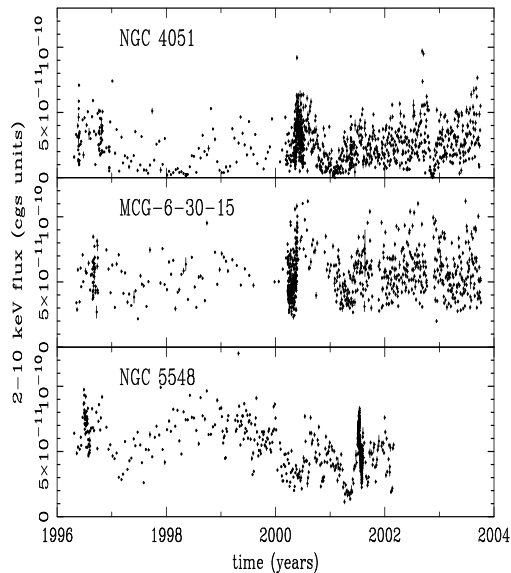 NGC 4051
10⁻¹⁰
5×10⁻¹¹
0
MCG-6-30-15
10⁻¹⁰
5×10⁻¹¹
0
NGC 5548
10⁻¹⁰
5×10⁻¹¹
0
2-10 keV flux (cgs units)
1996 1998 2000 2002 2004
time (years)